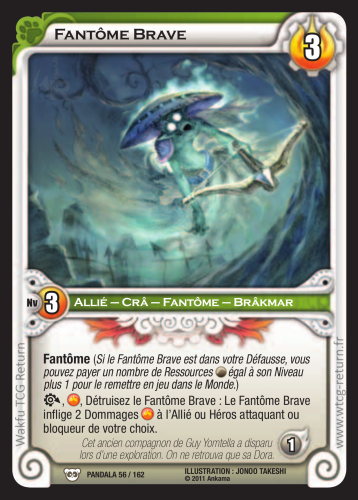 Fantôme Brave
3
Nv 3
Allié – Crâ – Fantôme – Brâkmar
Fantôme (Si le Fantôme Brave est dans votre Défausse, vous
pouvez payer un nombre de Ressources égal à son Niveau
plus 1 pour le remettre en jeu dans le Monde.)
, , Détruisez le Fantôme Brave : Le Fantôme Brave
inflige 2 Dommages à l'Allié ou Héros attaquant ou
bloqueur de votre choix.
Cet ancien compagnon de Guy Yomtella a disparu
lors d'une exploration. On ne retrouva que sa Dora.
1
PANDALA 56 / 162
ILLUSTRATION : JONOO TAKESHI
© 2011 Ankama
Wakfu TCG Return
www.wtcg-return.fr